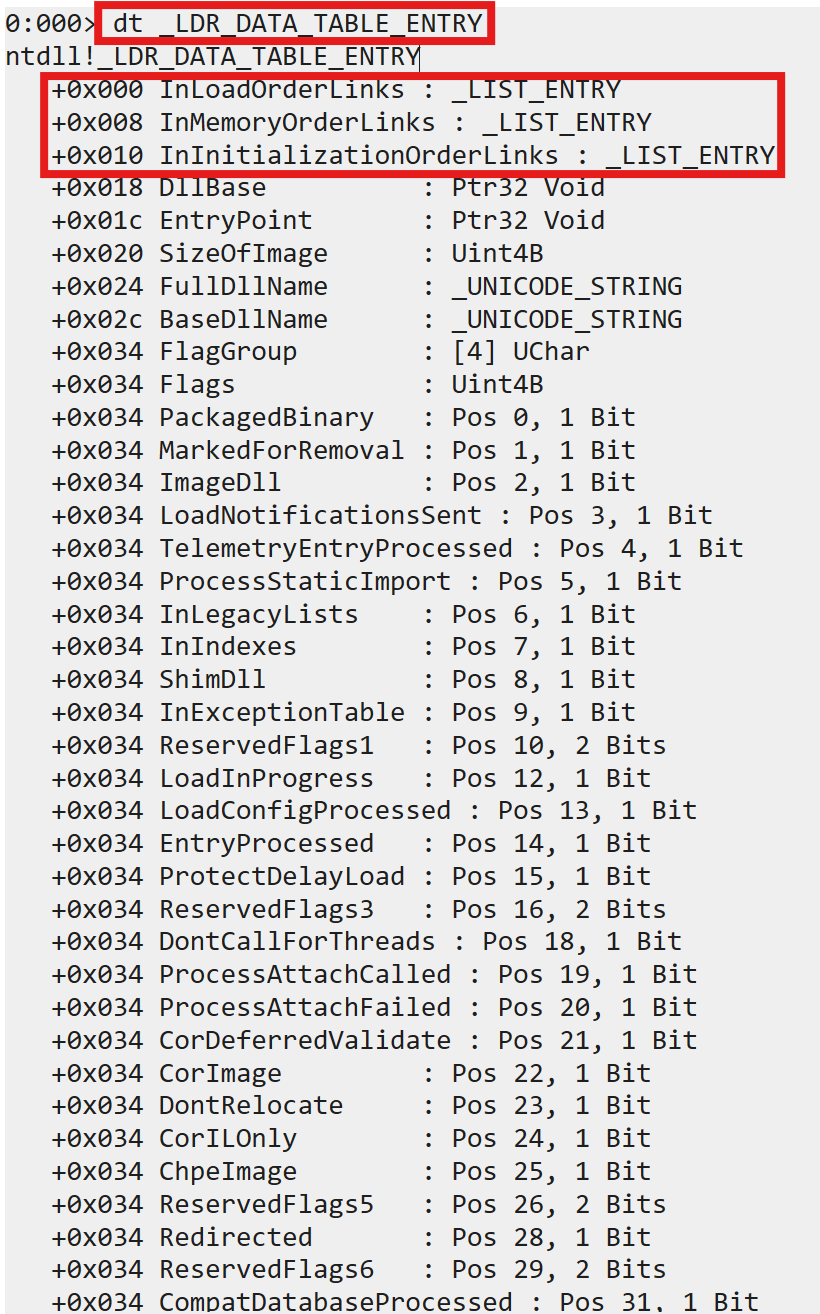 0:000> dt _LDR_DATA_TABLE_ENTRY
ntdll!_LDR_DATA_TABLE_ENTRY
+0x000 InLoadOrderLinks : _LIST_ENTRY
+0x008 InMemoryOrderLinks : _LIST_ENTRY
+0x010 InInitializationOrderLinks : _LIST_ENTRY
+0x018 DllBase : Ptr32 Void
+0x01c EntryPoint : Ptr32 Void
+0x020 SizeOfImage : Uint4B
+0x024 FullDllName : _UNICODE_STRING
+0x02c BaseDllName : _UNICODE_STRING
+0x034 FlagGroup : [4] UChar
+0x034 Flags : Uint4B
+0x034 PackagedBinary : Pos 0, 1 Bit
+0x034 MarkedForRemoval : Pos 1, 1 Bit
+0x034 ImageDll : Pos 2, 1 Bit
+0x034 LoadNotificationsSent : Pos 3, 1 Bit
+0x034 TelemetryEntryProcessed : Pos 4, 1 Bit
+0x034 ProcessStaticImport : Pos 5, 1 Bit
+0x034 InLegacyLists : Pos 6, 1 Bit
+0x034 InIndexes : Pos 7, 1 Bit
+0x034 ShimDll : Pos 8, 1 Bit
+0x034 InExceptionTable : Pos 9, 1 Bit
+0x034 ReservedFlags1 : Pos 10, 2 Bits
+0x034 LoadInProgress : Pos 12, 1 Bit
+0x034 LoadConfigProcessed : Pos 13, 1 Bit
+0x034 EntryProcessed : Pos 14, 1 Bit
+0x034 ProtectDelayLoad : Pos 15, 1 Bit
+0x034 ReservedFlags3 : Pos 16, 2 Bits
+0x034 DontCallForThreads : Pos 18, 1 Bit
+0x034 ProcessAttachCalled : Pos 19, 1 Bit
+0x034 ProcessAttachFailed : Pos 20, 1 Bit
+0x034 CorDeferredValidate : Pos 21, 1 Bit
+0x034 CorImage : Pos 22, 1 Bit
+0x034 DontRelocate : Pos 23, 1 Bit
+0x034 CorILOnly : Pos 24, 1 Bit
+0x034 ChpeImage : Pos 25, 1 Bit
+0x034 ReservedFlags5 : Pos 26, 2 Bits
+0x034 Redirected : Pos 28, 1 Bit
+0x034 ReservedFlags6 : Pos 29, 2 Bits
+0x034 CompatDatabaseProcessed : Pos 31, 1 Bit